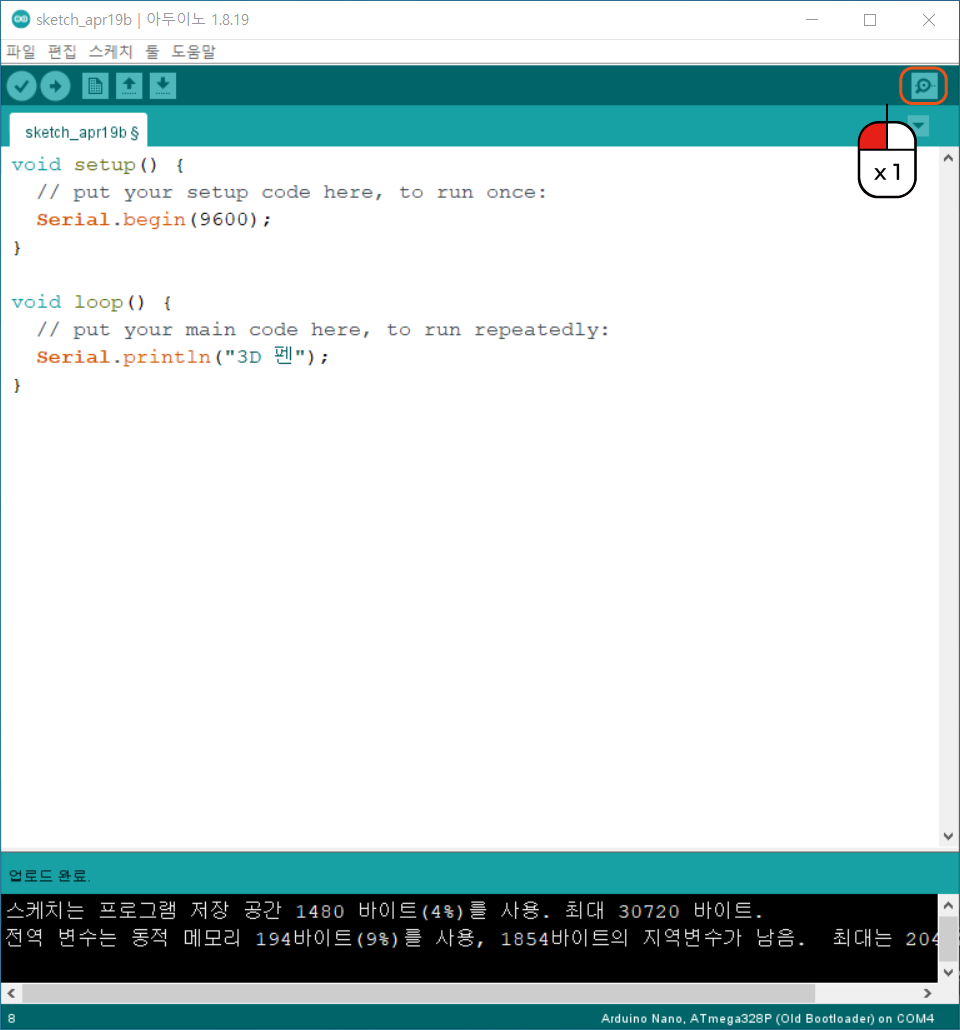 sketch_apr19b | 아두이노 1.8.19
파일 편집 스케치 툴 도움말
sketch_apr19b §
x 1
void setup() {
  // put your setup code here, to run once:
  Serial.begin(9600);
}
void loop() {
  // put your main code here, to run repeatedly:
  Serial.println("3D 펜");
}
업로드 완료.
스케치는 프로그램 저장 공간 1480 바이트(4%)를 사용. 최대 30720 바이트.
전역 변수는 동적 메모리 194바이트(9%)를 사용, 1854바이트의 지역변수가 남음.  최대는 204
8
Arduino Nano, ATmega328P (Old Bootloader) on COM4